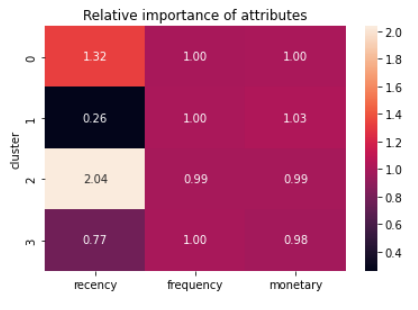 Relative importance of attributes
cluster
0 1.32 1.00 1.00
1 0.26 1.00 1.03
2 2.04 0.99 0.99
3 0.77 1.00 0.98
recency frequency monetary
2.0
1.8
1.6
1.4
1.2
1.0
0.8
0.6
0.4